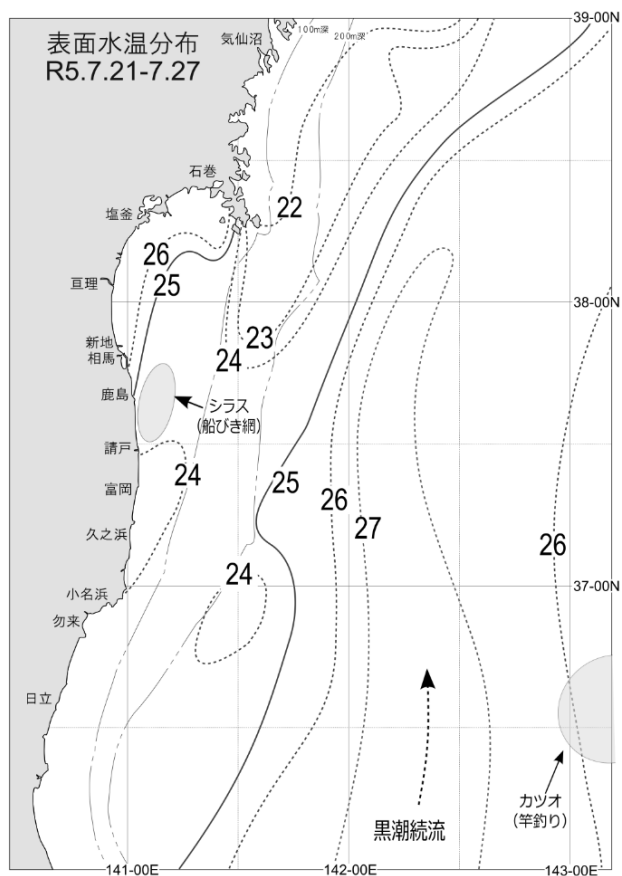 39-00N
表面水温分布
R5.7.21-7.27
気仙沼
100m深
200m深
石巻
22
塩釜
26
亘理
25
38-00N
新地
相馬
23
24
鹿島
シラス
(船びき網)
請戸
24
富岡
25
26
27
久之浜
26
24
37-00N
小名浜
勿来
日立
カツオ
(竿釣り)
黒潮続流
141-00E
142-00E
143-00E